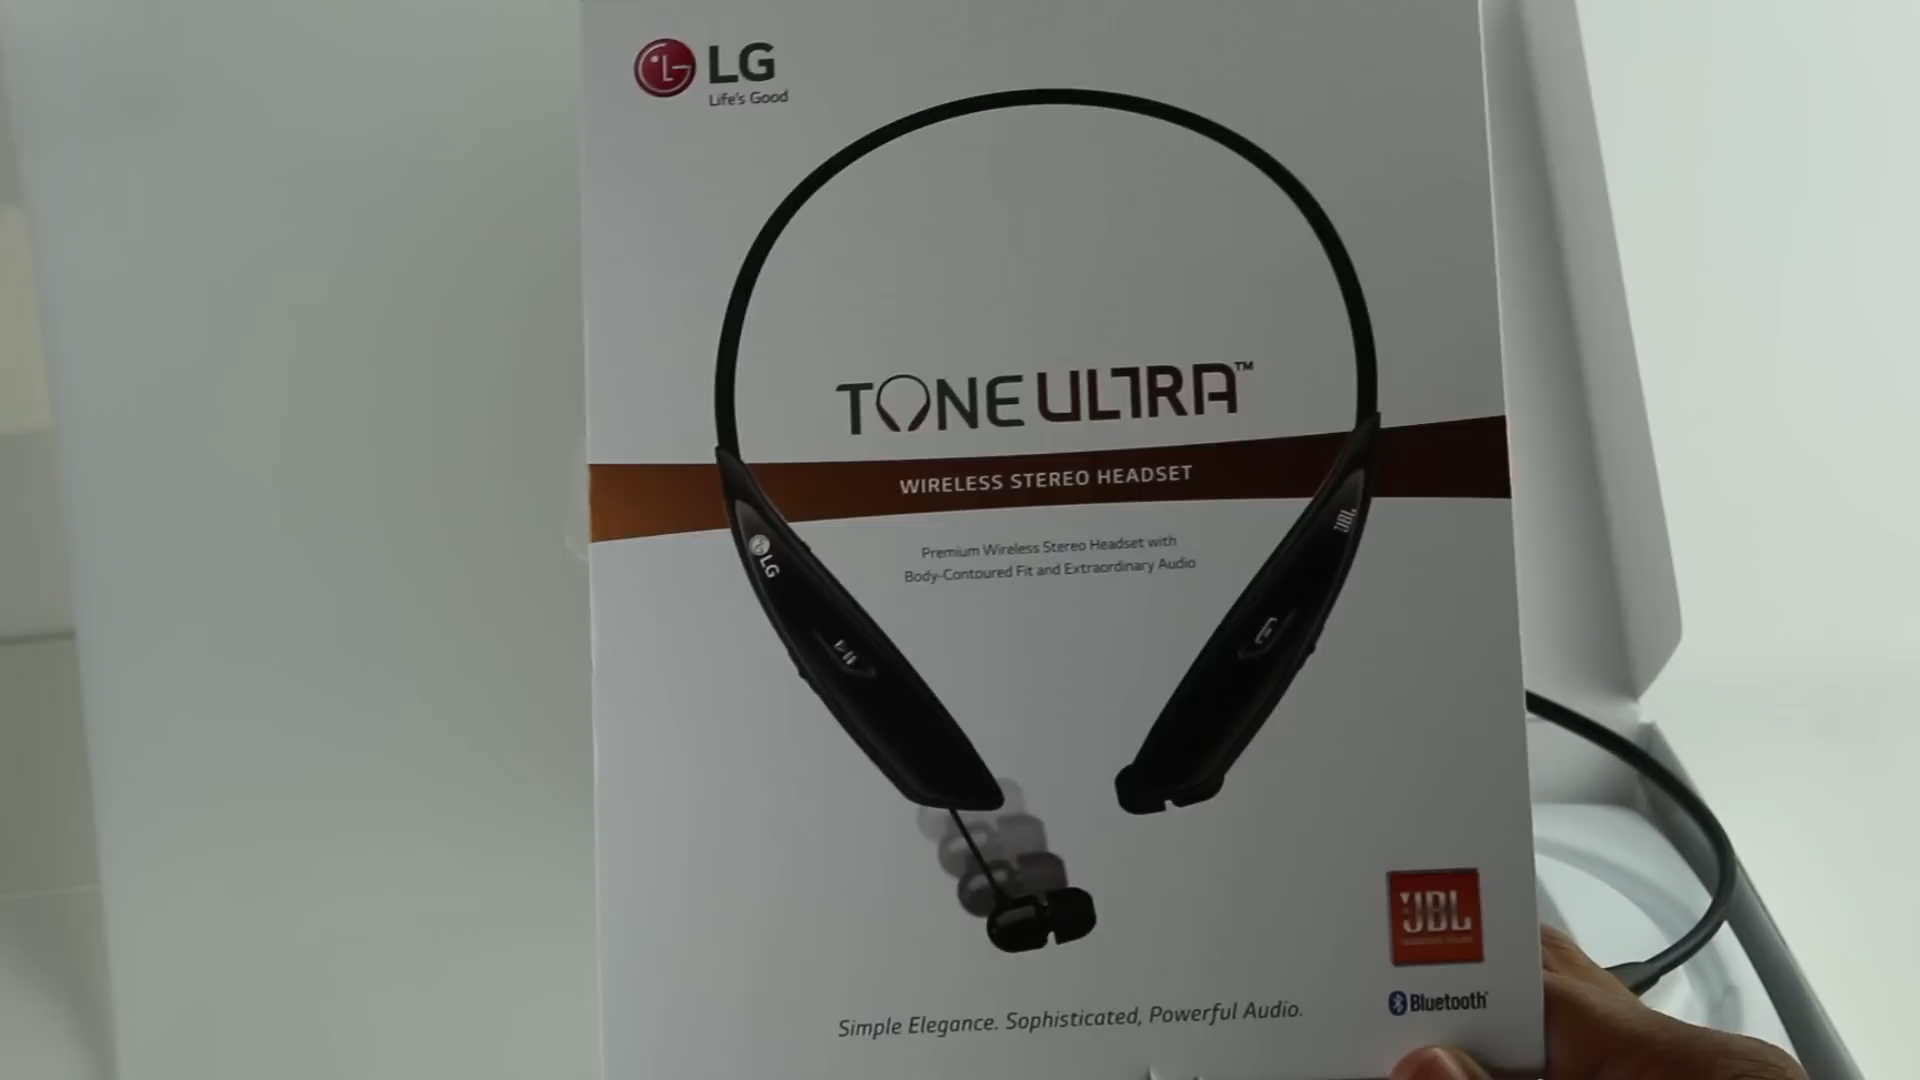 LG
Life's Good
TONE ULTRA™
WIRELESS STEREO HEADSET
Premium Wireless Stereo Headset with
Body-Contoured Fit and Extraordinary Audio
LG
JBL
JBL
Bluetooth®
Simple Elegance. Sophisticated, Powerful Audio.